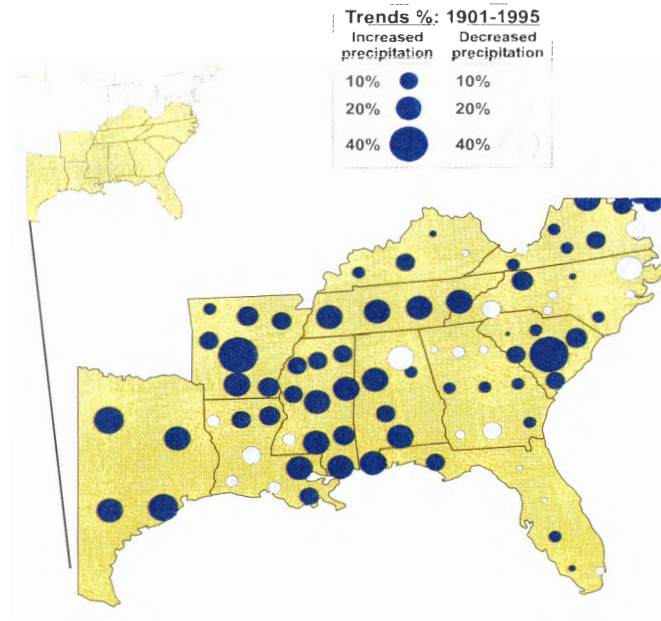 Trends %: 1901-1995
Increased Decreased
precipitation precipitation
10% 10%
20% 20%
40% 40%